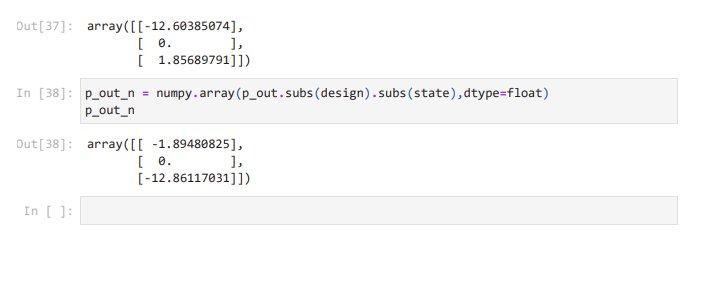 Out[37]: array([[-12.60385074],
[ 0. ],
[ 1.85689791]])
In [38]: p_out_n = numpy.array(p_out.subs(design).subs(state),dtype=float)
p_out_n
Out[38]: array([[ -1.89480825],
[ 0. ],
[-12.86117031]])
In [ ]: